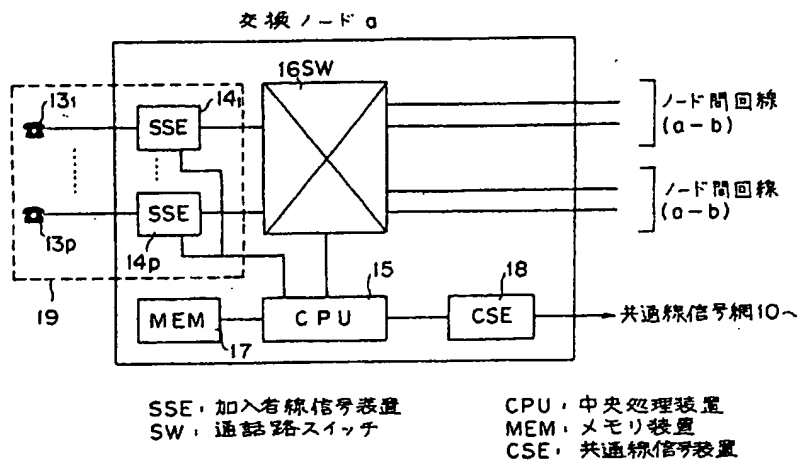 交換ノード a
16SW
13₁
14₁
SSE
ノード間回線
(a-b)
SSE
ノード間回線
(a-b)
13p
14p
15
18
19
MEM
CPU
CSE
共通線信号網10へ
17
SSE：加入者線信号装置
SW：通話路スイッチ
CPU：中央処理装置
MEM：メモリ装置
CSE：共通線信号装置